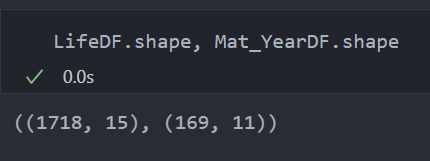 LifeDF.shape, Mat_YearDF.shape
0.0s
((1718, 15), (169, 11))